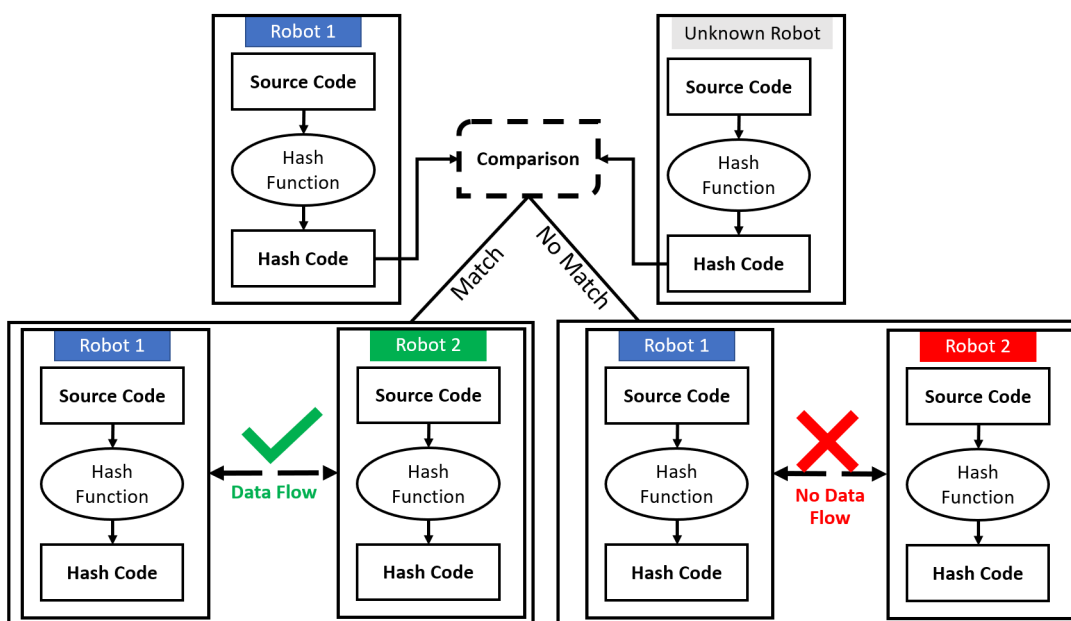 Robot 1
Source Code
Hash
Function
Hash Code
Comparison
Unknown Robot
Source Code
Hash
Function
Hash Code
Match
No Match
Robot 1
Source Code
Hash
Function
Hash Code
Data Flow
Robot 2
Source Code
Hash
Function
Hash Code
Robot 1
Source Code
Hash
Function
Hash Code
No Data
Flow
Robot 2
Source Code
Hash
Function
Hash Code